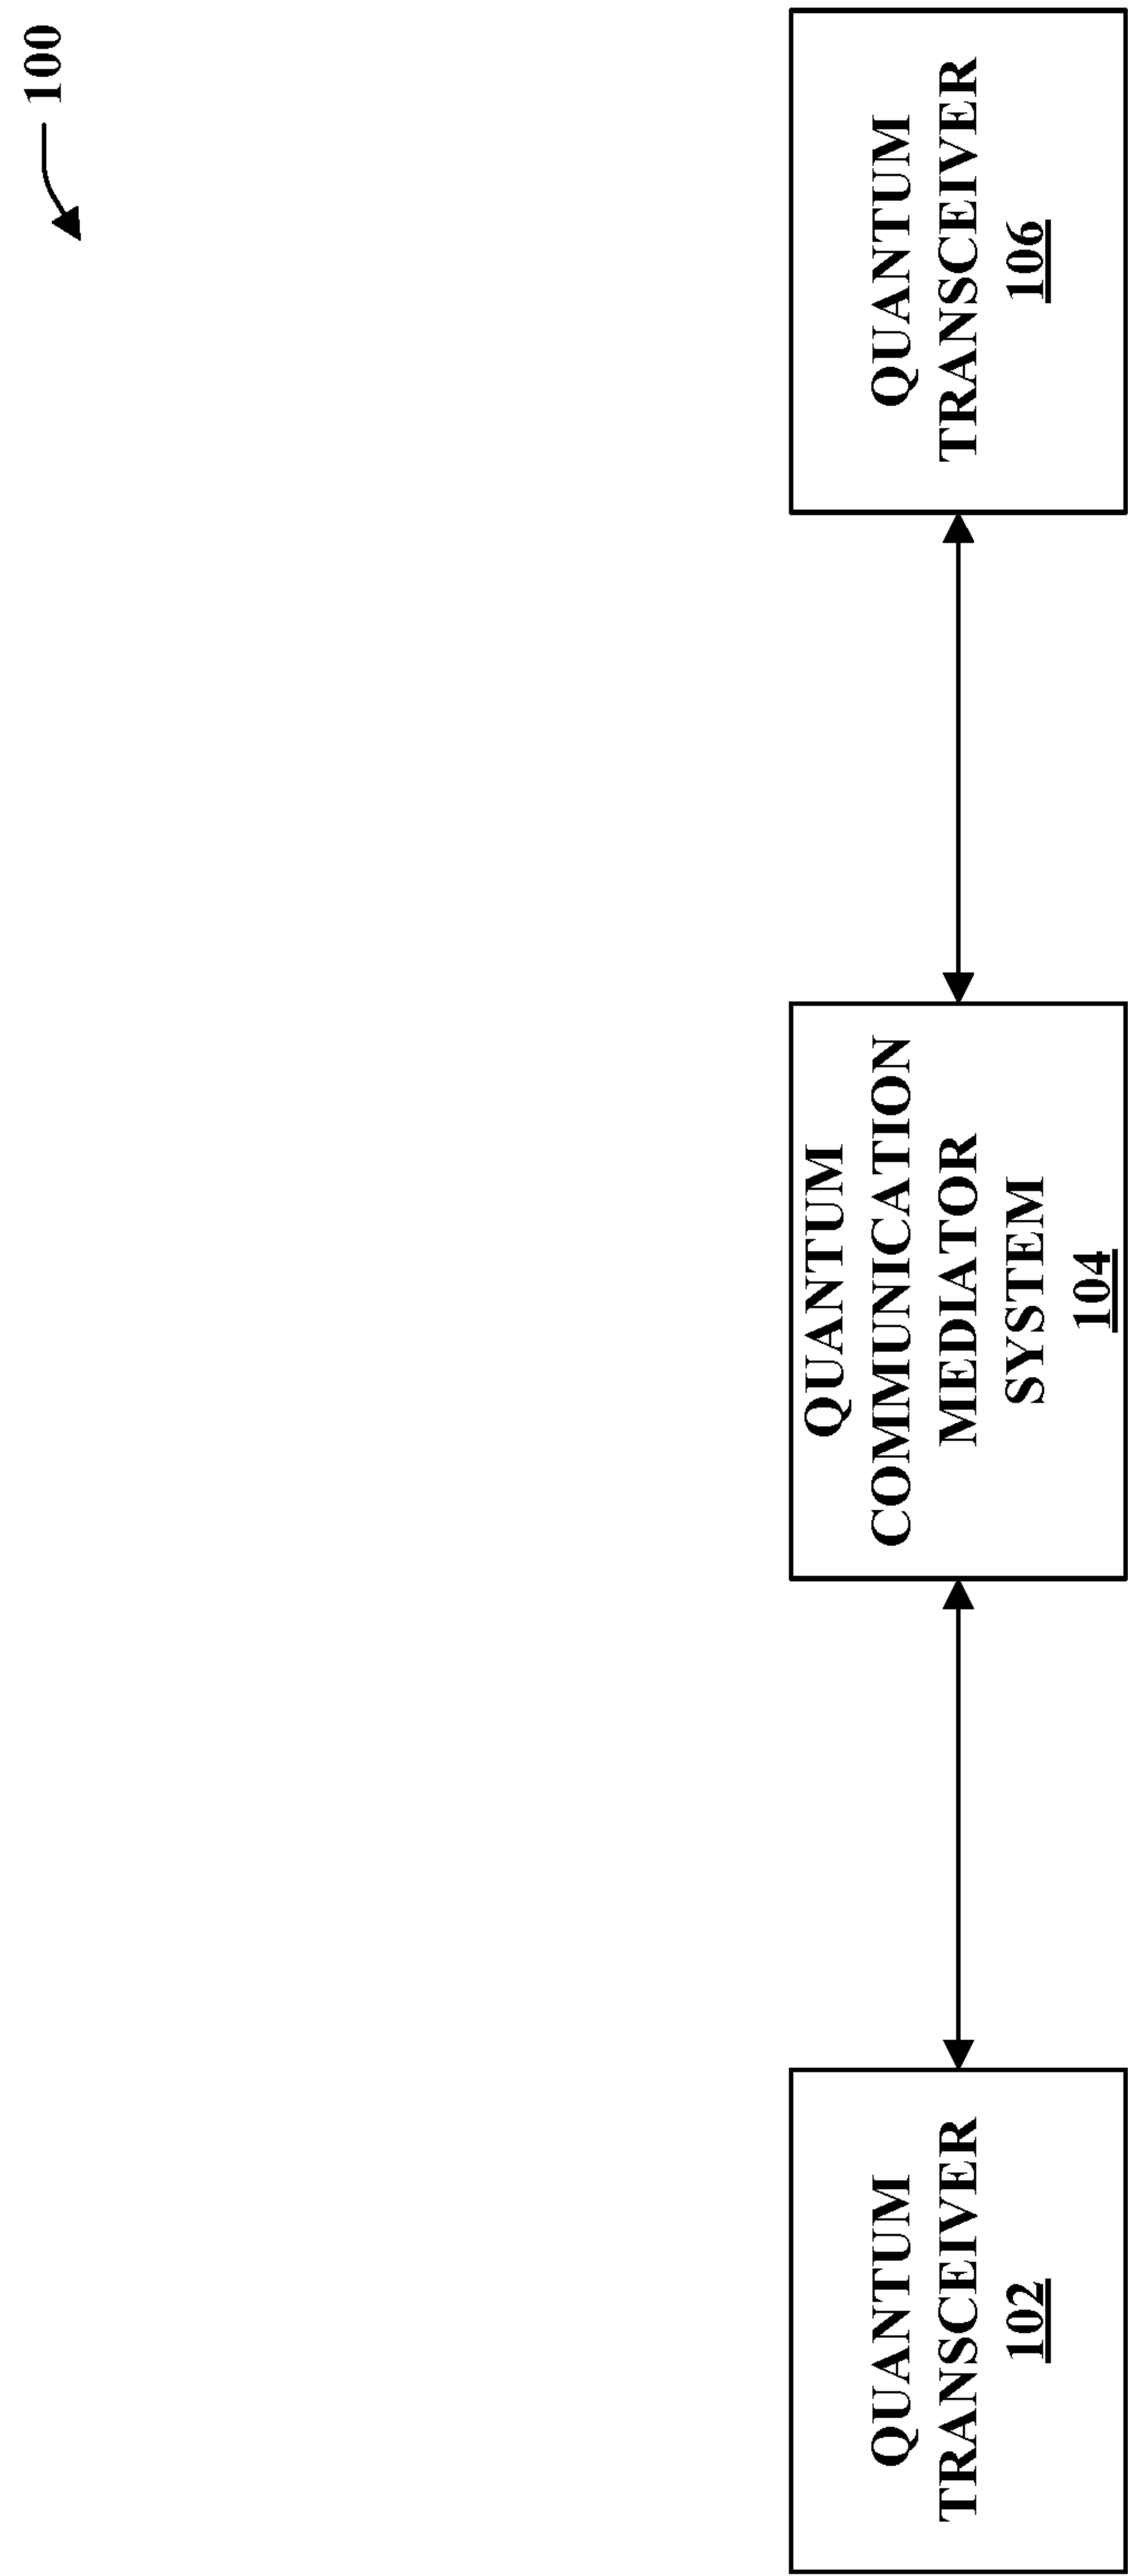 100
QUANTUM
TRANSCEIVER
102
QUANTUM
COMMUNICATION
MEDIATOR
SYSTEM
104
QUANTUM
TRANSCEIVER
106